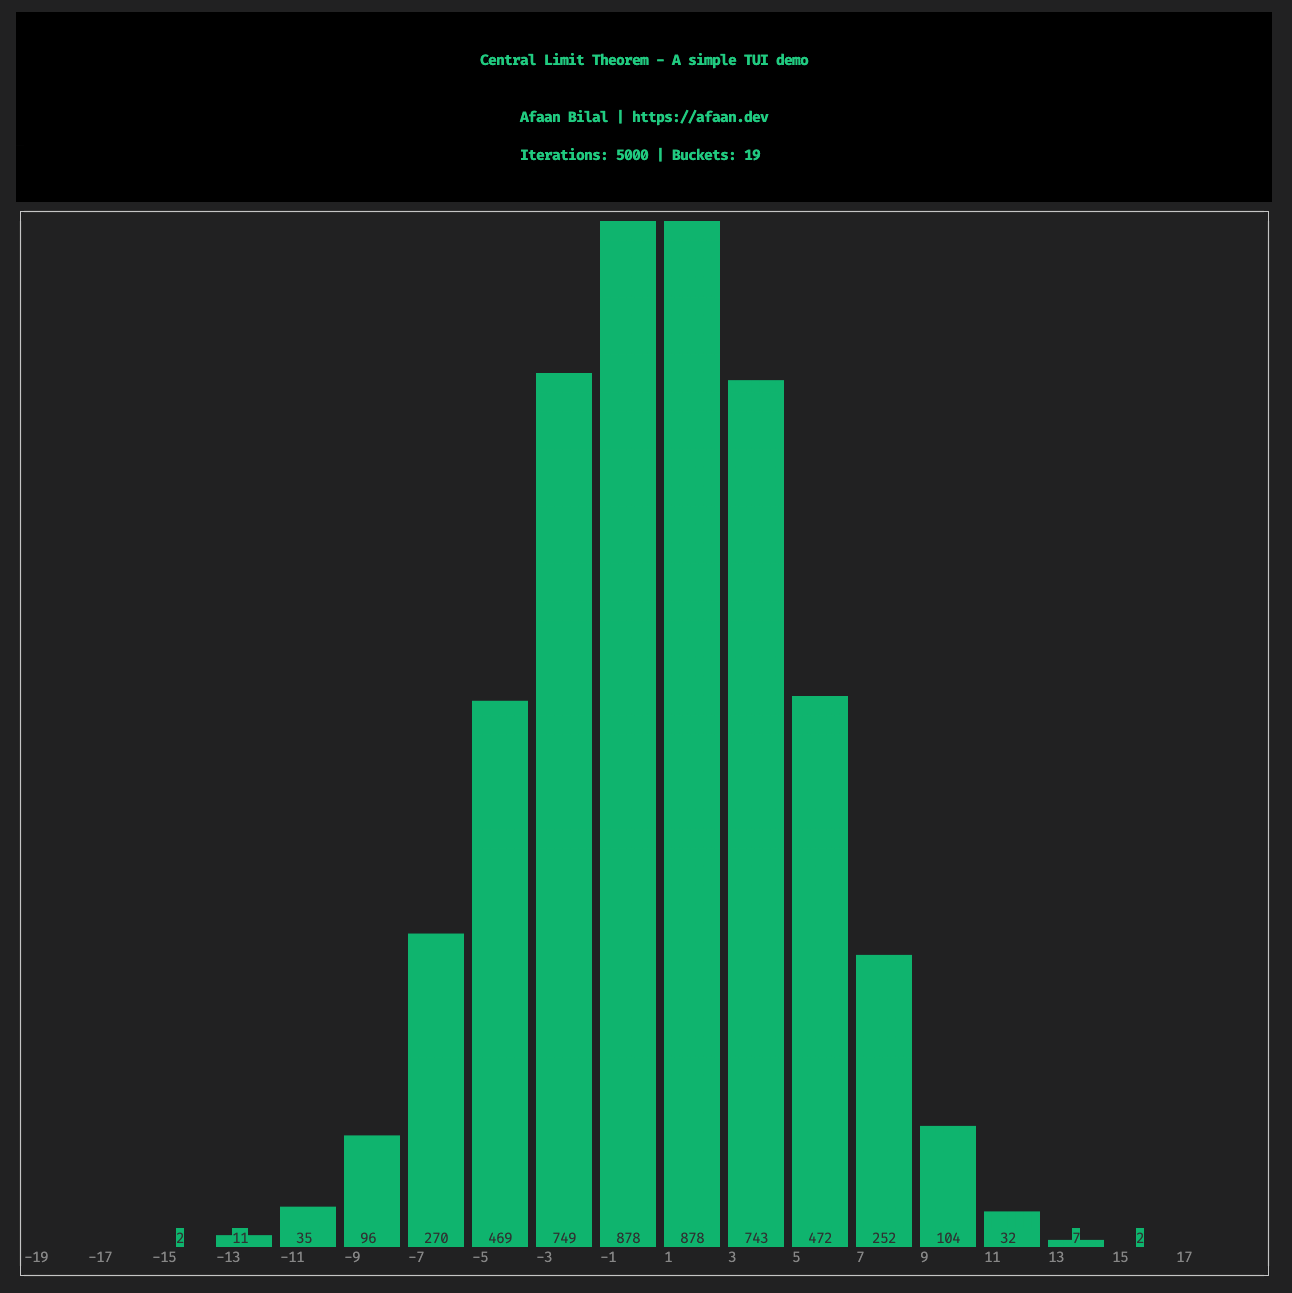 Central Limit Theorem - A simple TUI demo
Afaan Bilal | https://afaan.dev
Iterations: 5000 | Buckets: 19
2 11 35 96 270 469 749 878 878 743 472 252 104 32 7 2
-19 -17 -15 -13 -11 -9 -7 -5 -3 -1 1 3 5 7 9 11 13 15 17